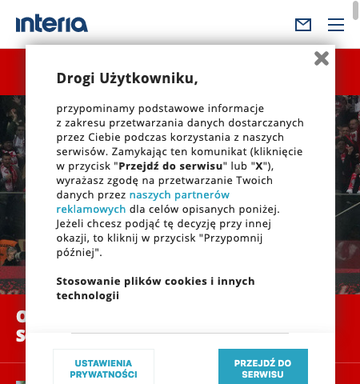 interia
Drogi Użytkowniku,
przypominamy podstawowe informacje
z zakresu przetwarzania danych dostarczanych
przez Ciebie podczas korzystania z naszych
serwisów. Zamykając ten komunikat (kliknięcie
w przycisk "Przejdź do serwisu" lub "X"),
wyrażasz zgodę na przetwarzanie Twoich
danych przez naszych partnerów
reklamowych dla celów opisanych poniżej.
Jeżeli chcesz podjąć tę decyzję przy innej
okazji, to kliknij w przycisk "Przypomnij
później".
Stosowanie plików cookies i innych
technologii
USTAWIENIA
PRYWATNOŚCI
PRZEJDŹ DO
SERWISU